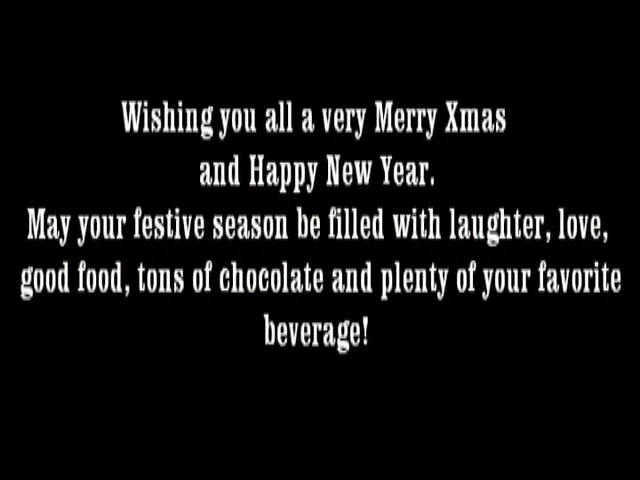 Wishing you all a very Merry Xmas
and Happy New Year.
May your festive season be filled with laughter, love,
good food, tons of chocolate and plenty of your favorite
beverage!